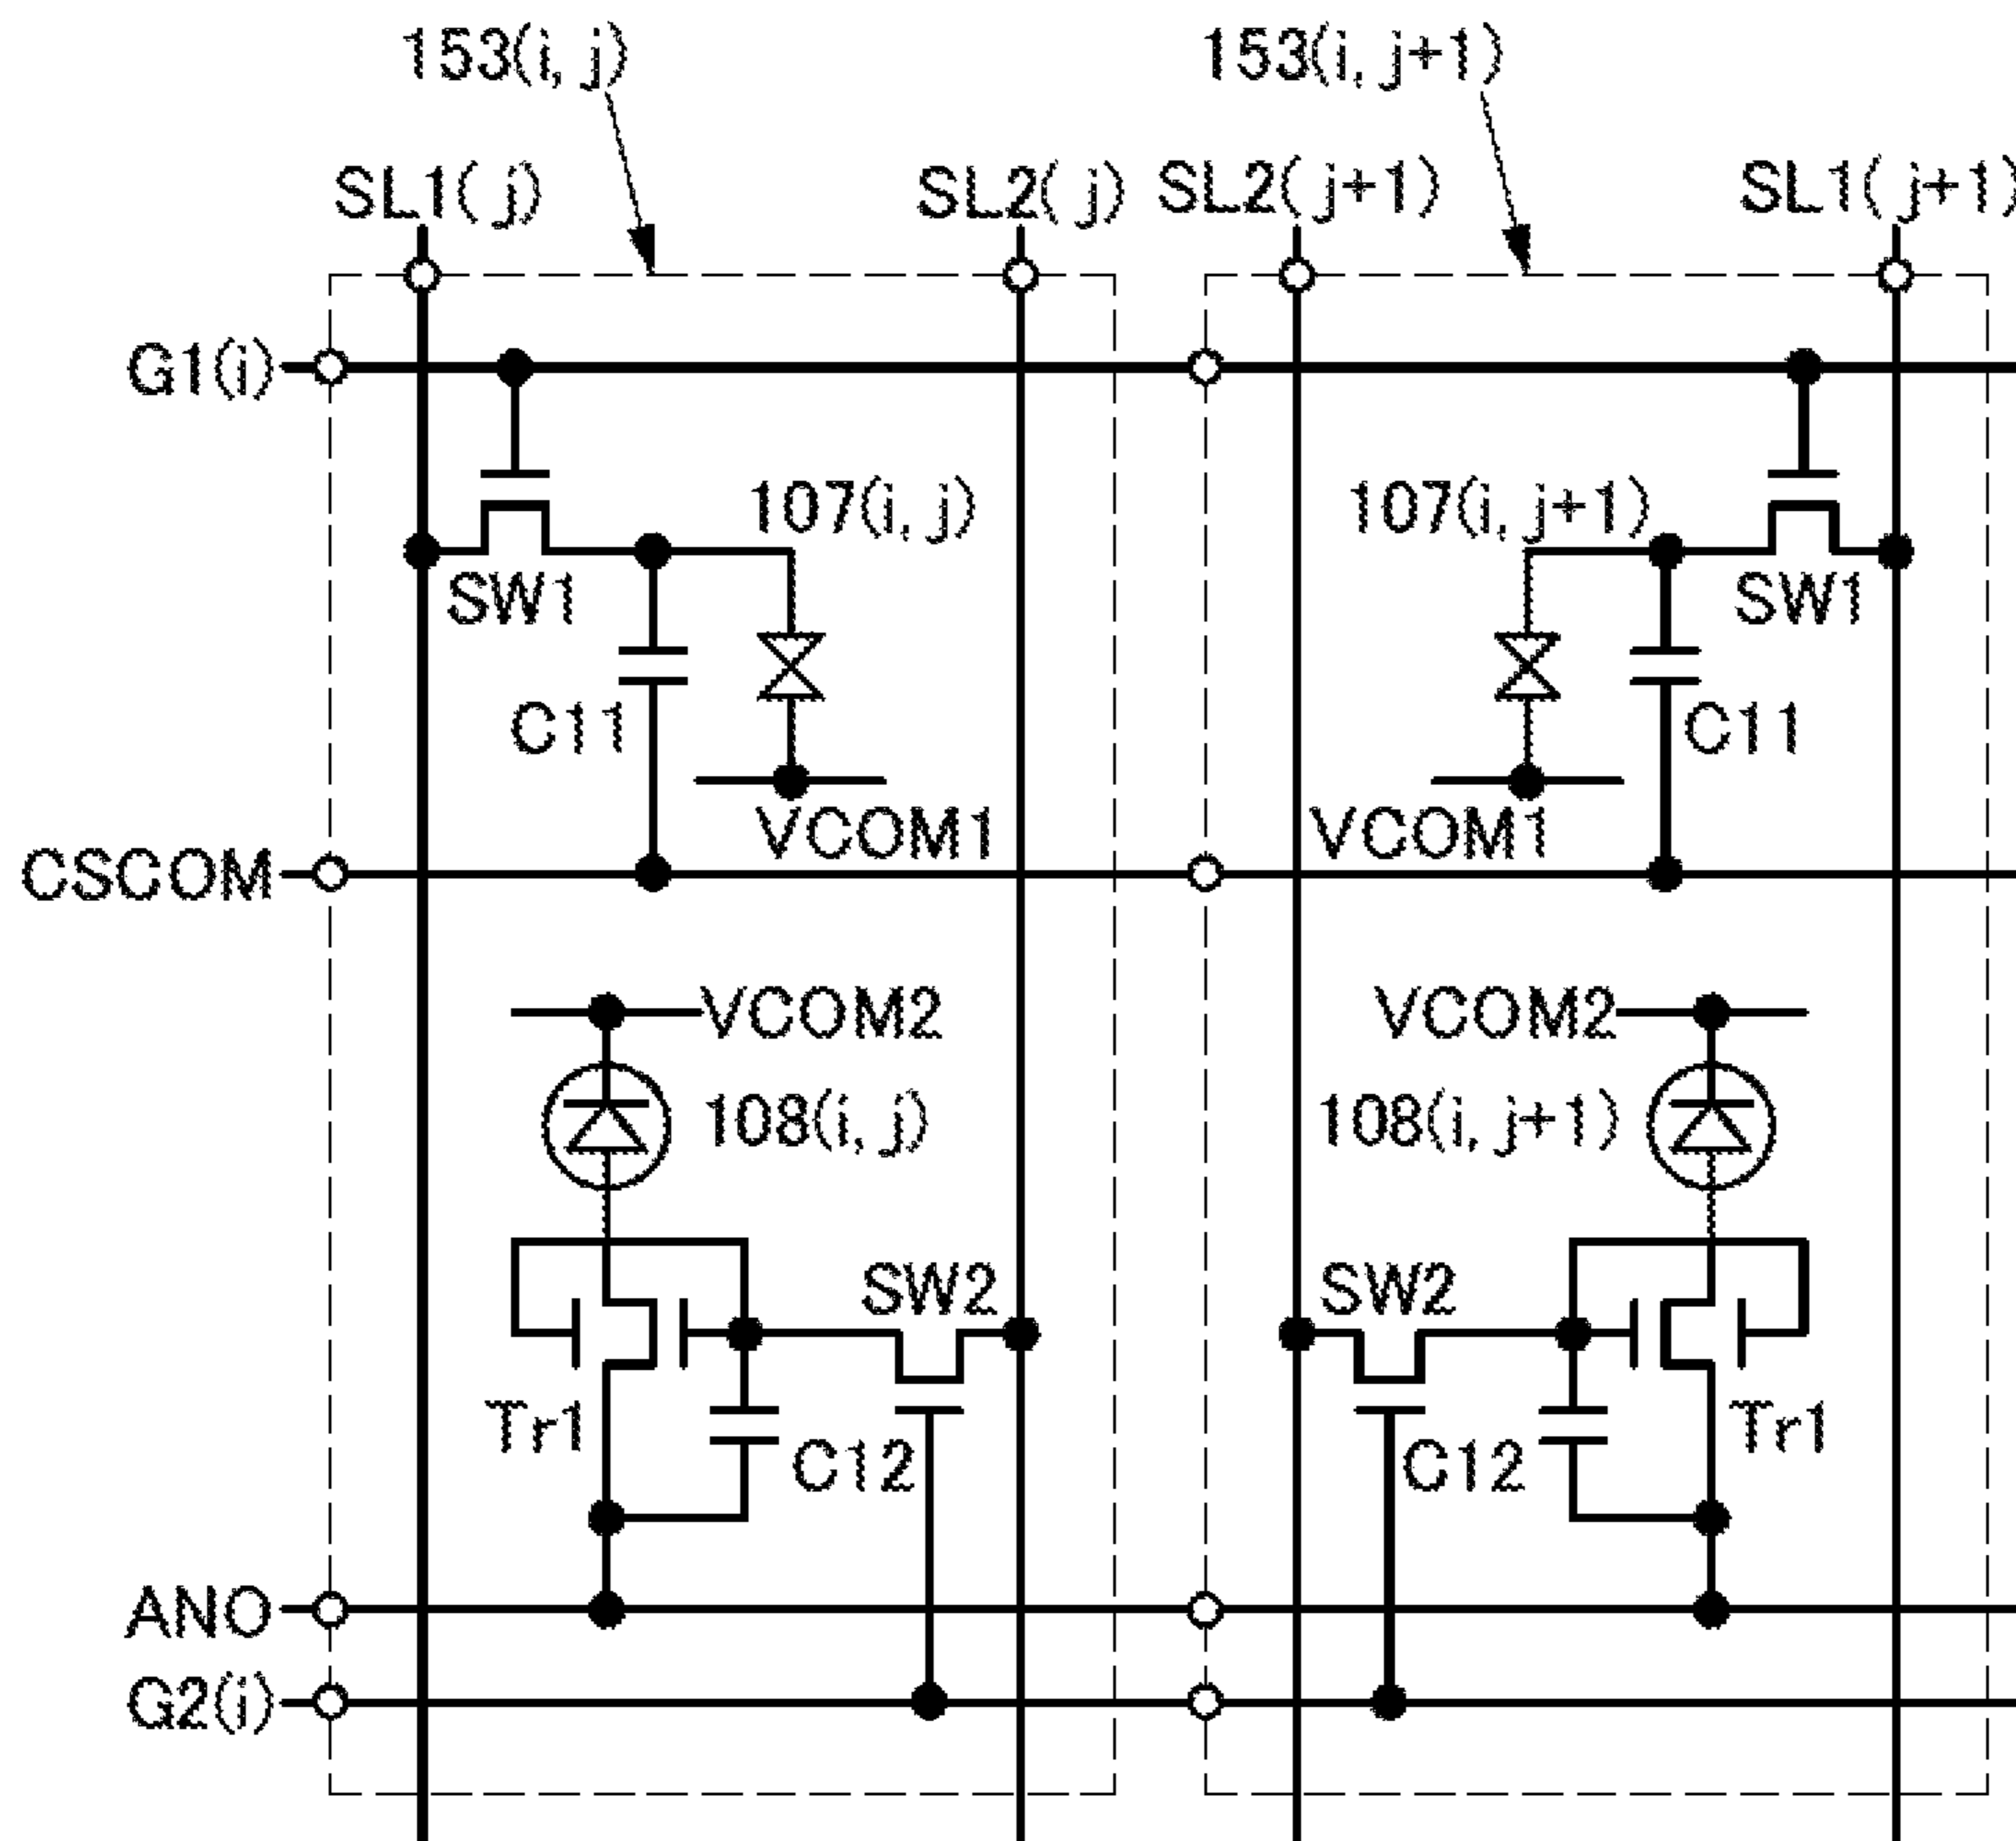 153(i, j)
153(i, j+1)
SL1(j)
SL2(j)
SL2(j+1)
SL1(j+1)
G1(i)
107(i, j)
107(i, j+1)
SW1
SW1
C11
C11
VCOM1
VCOM1
CSCOM
VCOM2
VCOM2
108(i, j)
108(i, j+1)
SW2
SW2
Tr1
C12
C12
Tr1
ANO
G2(i)